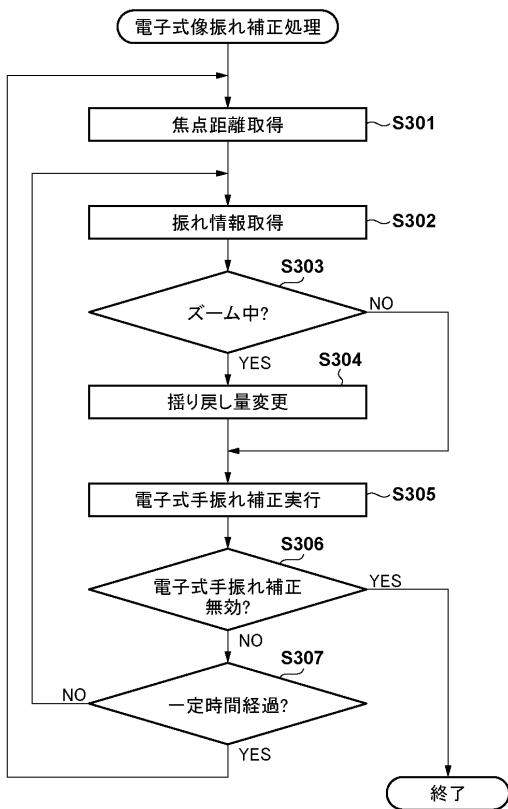 電子式像振れ補正処理
焦点距離取得
S301
振れ情報取得
S302
S303
ズーム中?
NO
YES
S304
揺り戻し量変更
電子式手振れ補正実行
S305
S306
電子式手振れ補正
無効?
YES
NO
S307
一定時間経過?
NO
YES
終了